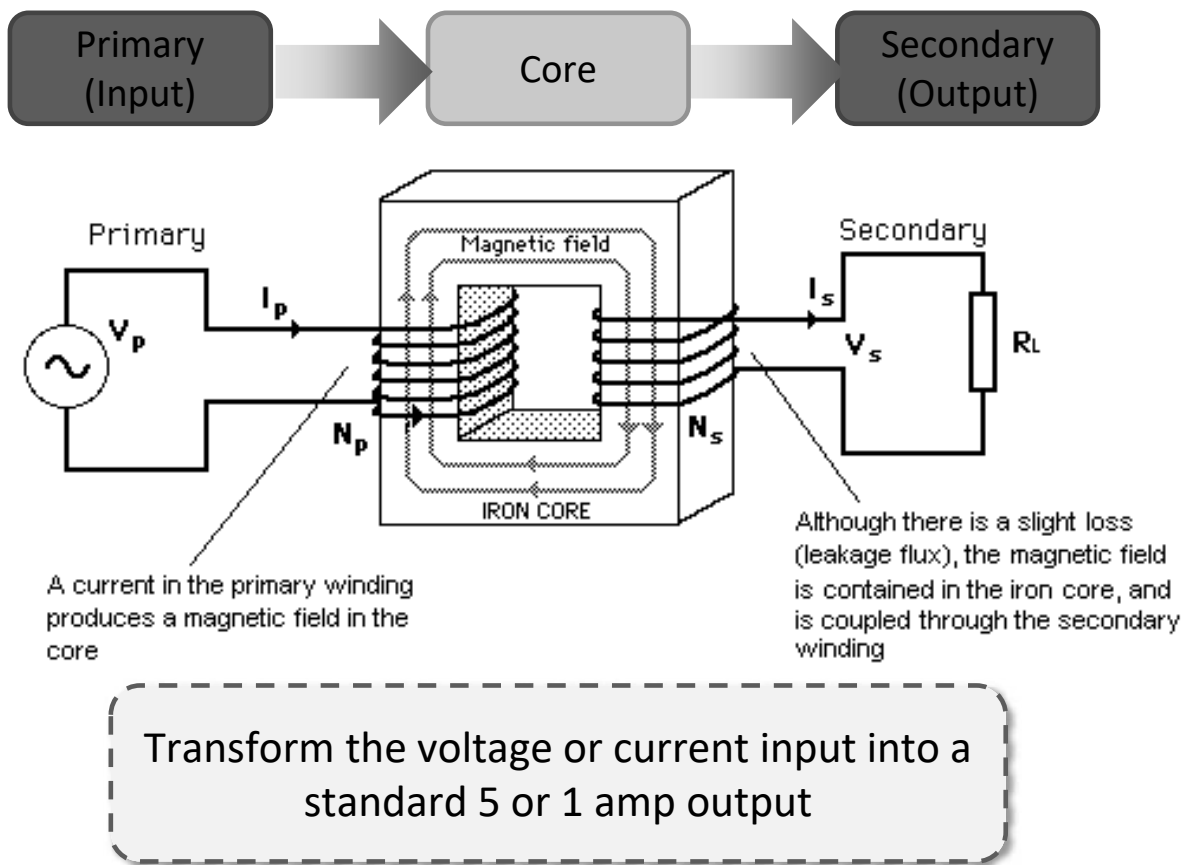 Primary
(Input)
Core
Secondary
(Output)
Primary
Magnetic field
Secondary
Ip
Is
Vp
Vs
RL
Np
Ns
IRON CORE
A current in the primary winding
produces a magnetic field in the
core
Although there is a slight loss
(leakage flux), the magnetic field
is contained in the iron core, and
is coupled through the secondary
winding
Transform the voltage or current input into a
standard 5 or 1 amp output